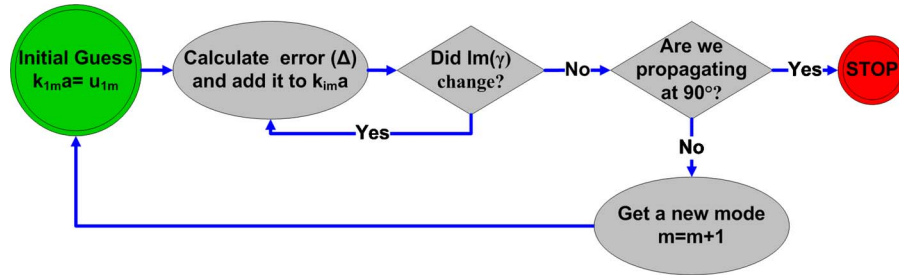 Initial Guess
k₁ₘa= u₁ₘ
Calculate error (Δ)
and add it to kᵢₘa
Did Im(γ)
change?
No
Yes
Are we
propagating
at 90°?
Yes
STOP
No
Get a new mode
m=m+1